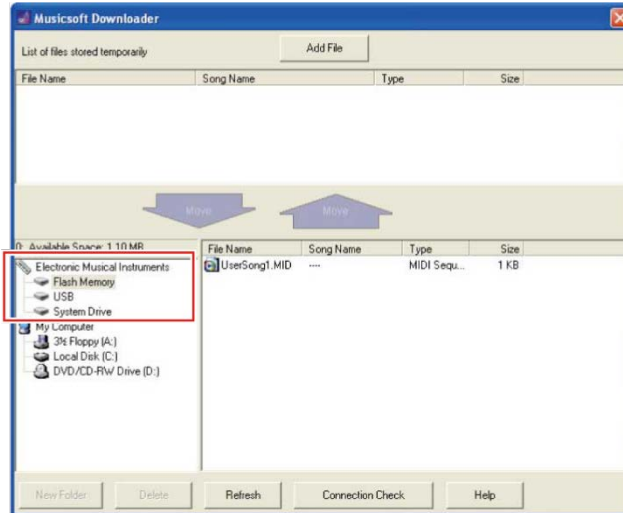 Musicsoft Downloader
List of files stored temporarily
Add File
File Name Song Name Type Size
Move Move
0: Available Space: 1.10 MB
Electronic Musical Instruments
Flash Memory
USB
System Drive
My Computer
3½ Floppy (A:)
Local Disk (C:)
DVD/CD-RW Drive (D:)
File Name Song Name Type Size
UserSong1.MID ---- MIDI Sequ... 1 KB
New Folder Delete Refresh Connection Check Help